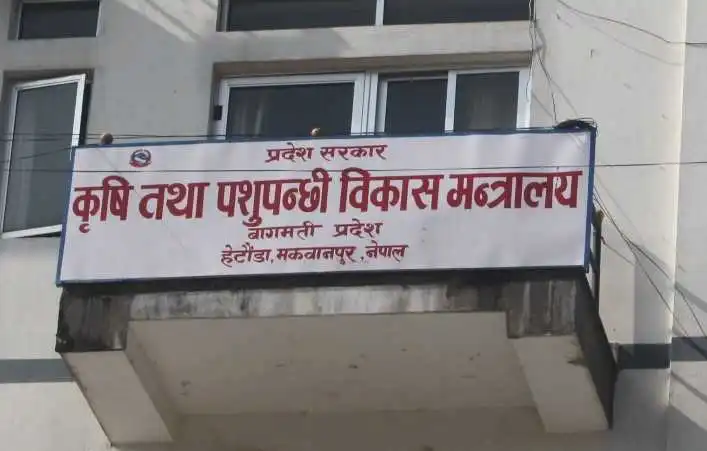 प्रदेश सरकार
कृषि तथा पशुपन्छी विकास मन्त्रालय
बागमती प्रदेश
हेटौंडा, मकवानपुर, नेपाल